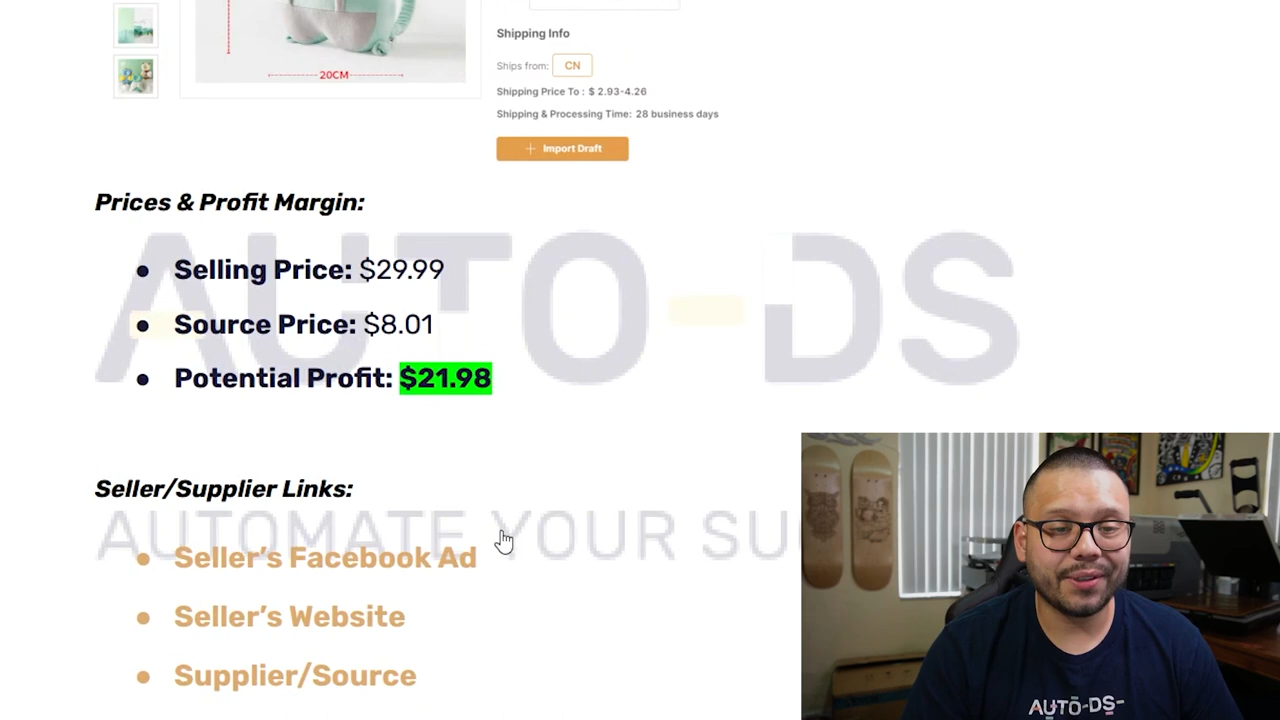 20CM
Shipping Info
Ships from: CN
Shipping Price To : $ 2.93-4.26
Shipping & Processing Time: 28 business days
+ Import Draft
Prices & Profit Margin:
AUTO-DS
● Selling Price: $29.99
● Source Price: $8.01
● Potential Profit: $21.98
Seller/Supplier Links:
AUTOMATE YOUR SU
● Seller's Facebook Ad
● Seller's Website
● Supplier/Source
AUTO-DS-